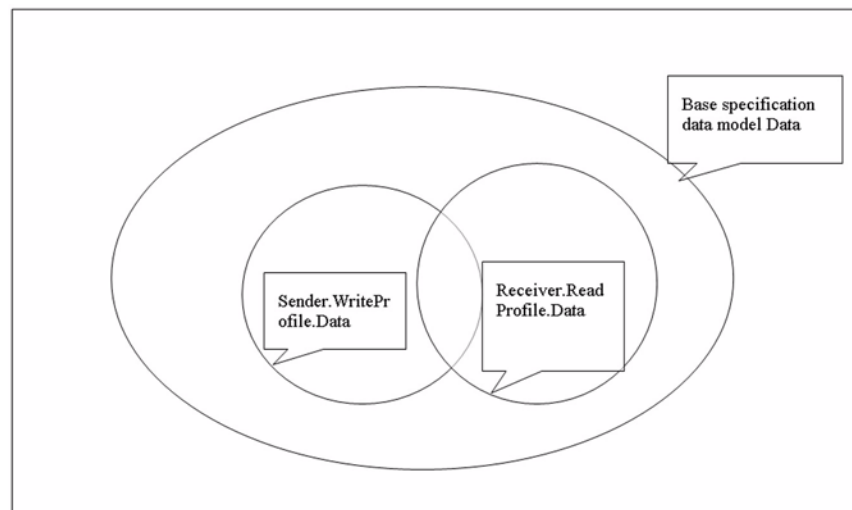 Base specification
data model Data
Sender.WritePr
ofile.Data
Receiver.Read
Profile.Data